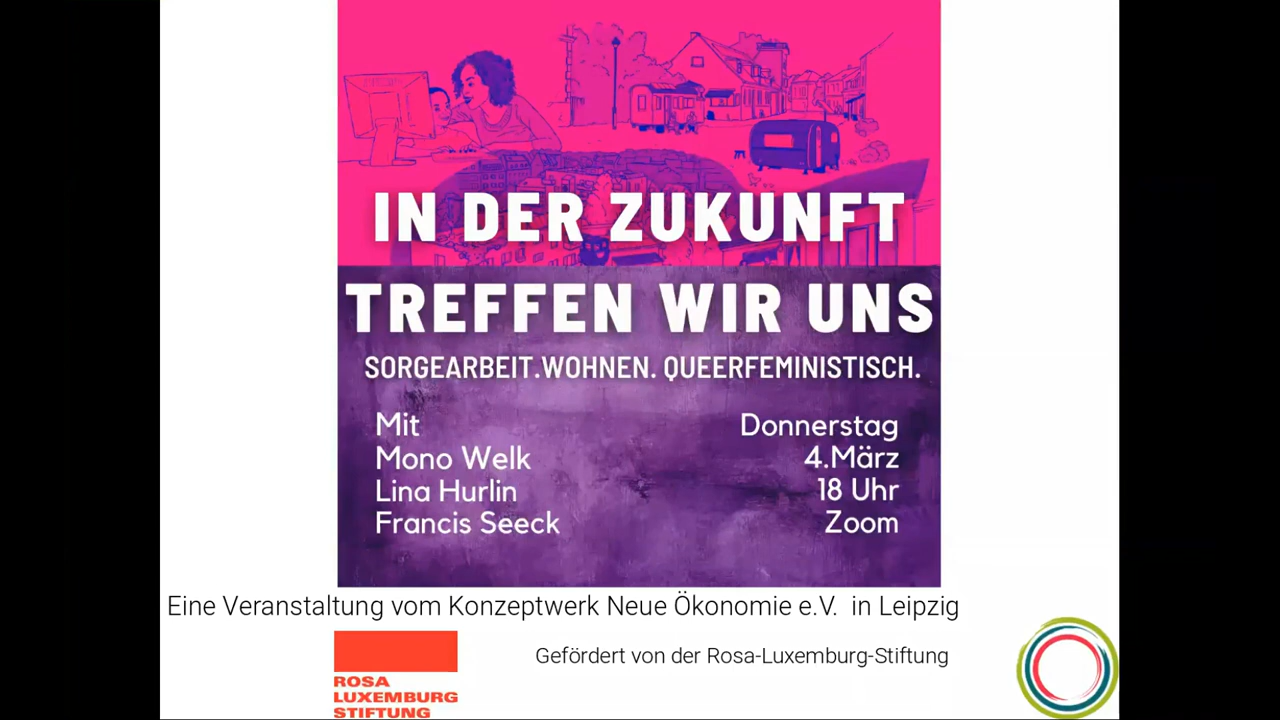 IN DER ZUKUNFT
TREFFEN WIR UNS
SORGEARBEIT.WOHNEN. QUEERFEMINISTISCH.
Mit
Mono Welk
Lina Hurlin
Francis Seeck
Donnerstag
4.März
18 Uhr
Zoom
Eine Veranstaltung vom Konzeptwerk Neue Ökonomie e.V. in Leipzig
Gefördert von der Rosa-Luxemburg-Stiftung
ROSA
LUXEMBURG
STIFTUNG